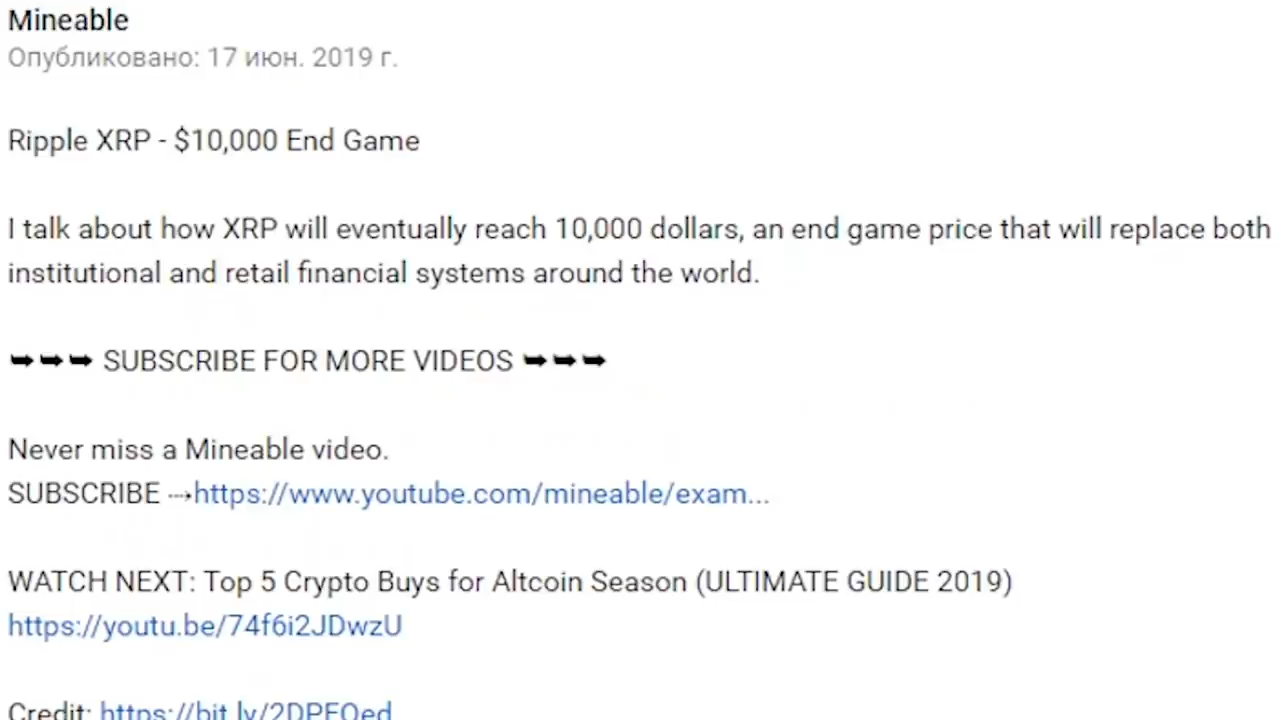 Mineable
Опубликовано: 17 июн. 2019 г.
Ripple XRP - $10,000 End Game
I talk about how XRP will eventually reach 10,000 dollars, an end game price that will replace both
institutional and retail financial systems around the world.
➥➥➥ SUBSCRIBE FOR MORE VIDEOS ➥➥➥
Never miss a Mineable video.
SUBSCRIBE ⤏https://www.youtube.com/mineable/exam...
WATCH NEXT: Top 5 Crypto Buys for Altcoin Season (ULTIMATE GUIDE 2019)
https://youtu.be/74f6i2JDwzU
Credit: